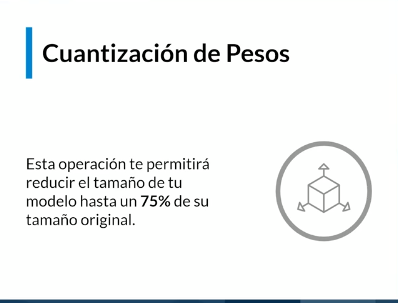 Cuantización de Pesos
Esta operación te permitirá
reducir el tamaño de tu
modelo hasta un 75% de su
tamaño original.